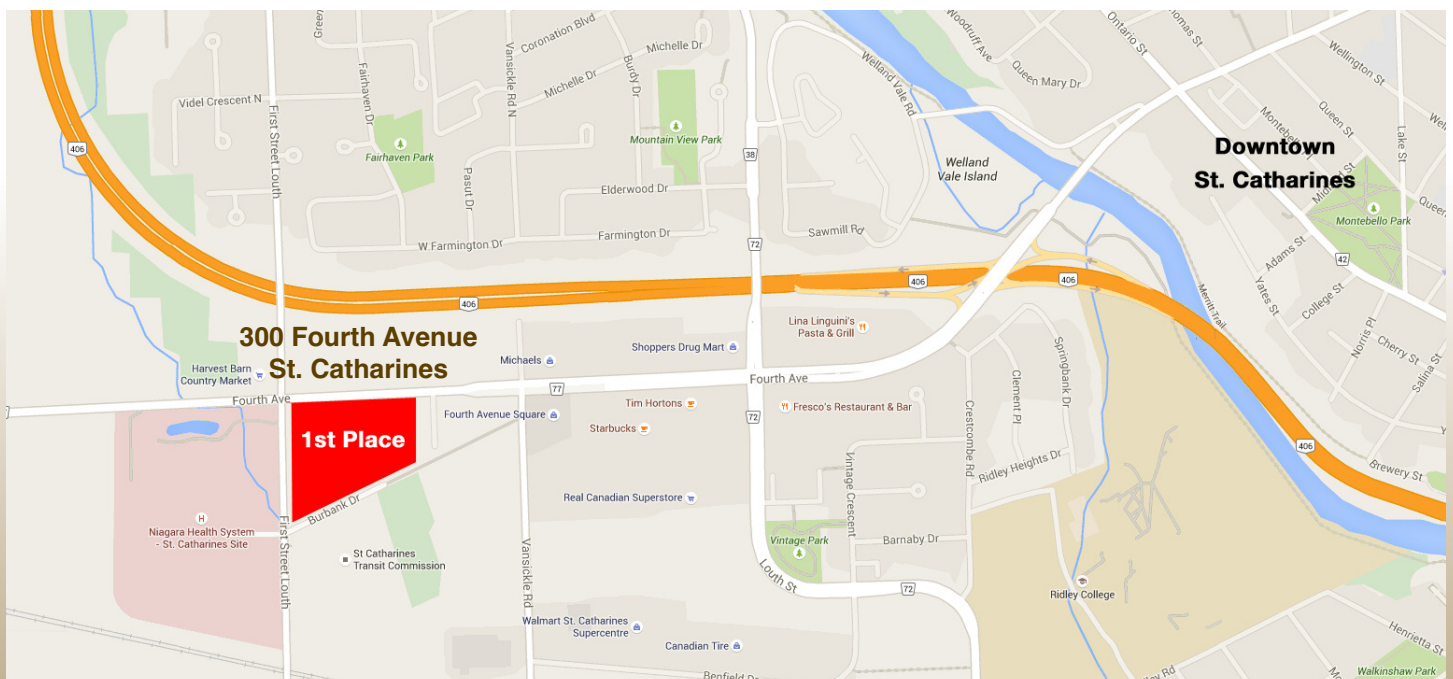 Downtown
St. Catharines
300 Fourth Avenue
St. Catharines
1st Place
First Street Louth
Fairhaven Dr
Videl Crescent N
Fairhaven Park
Pasut Dr
Vansickle Rd N
Coronation Blvd
Michelle Dr
Michelle Dr
Burdy Dr
Mountain View Park
Elderwood Dr
W Farmington Dr
Farmington Dr
38
72
Sawmill Rd
Welland Vale Rd
Welland
Vale Island
Woodruff Ave
Queen Mary Dr
Ontario St
Thomas St
Wellington St
Queen St
Lake St
Montebello Park
42
Adams St
Yates St
College St
Norris Pl
Cherry St
Salina St
Merritt Trail
Brewery St
406
406
406
406
406
Harvest Barn
Country Market
Fourth Ave
Michaels
77
Shoppers Drug Mart
Lina Linguini's
Pasta & Grill
Fourth Ave
Fourth Avenue Square
Tim Hortons
Starbucks
72
Fresco's Restaurant & Bar
Crestcombe Rd
Clement Pl
Springbank Dr
Ridley Heights Dr
Vintage Crescent
Real Canadian Superstore
Burbank Dr
H
Niagara Health System
- St. Catharines Site
First Street Louth
St Catharines
Transit Commission
Vansickle Rd
Vintage Park
Barnaby Dr
Louth St
72
Ridley College
Walmart St. Catharines
Supercentre
Canadian Tire
Benfield Dr
Henrietta St
Walkinshaw Park